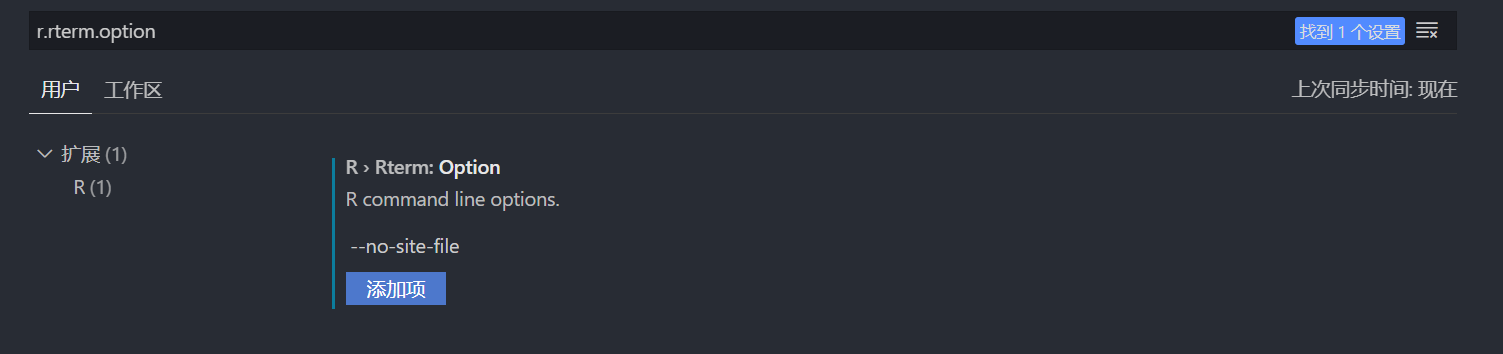 r.rterm.option
找到 1 个设置
用户
工作区
上次同步时间: 现在
扩展 (1)
R (1)
R › Rterm: Option
R command line options.
--no-site-file
添加项